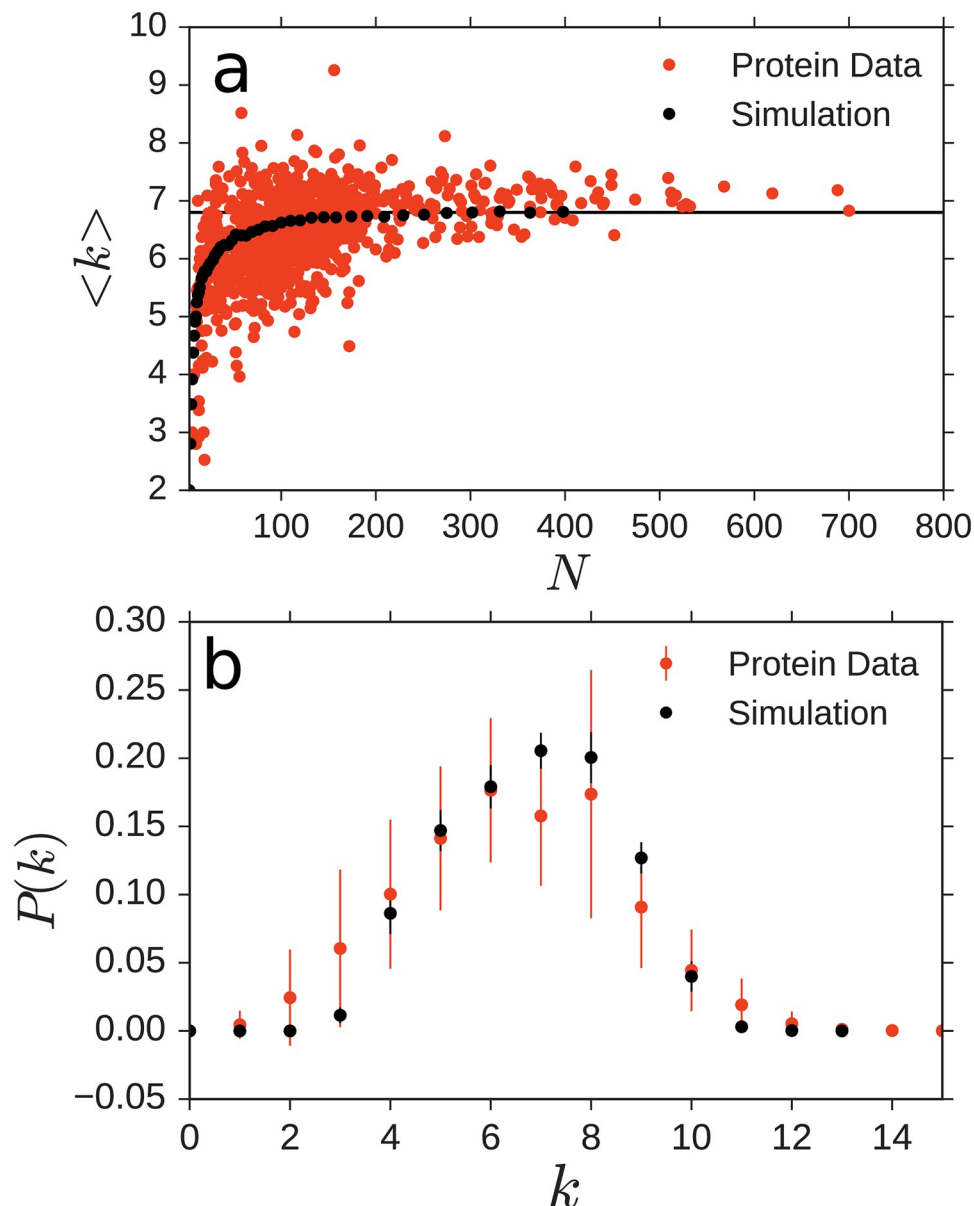 10
a
Protein Data
9
Simulation
8
7
<k>
6
5
4
3
2
100 200 300 400 500 600 700 800
N
0.30
b
Protein Data
0.25
Simulation
0.20
0.15
P(k)
0.10
0.05
0.00
−0.05
0 2 4 6 8 10 12 14
k